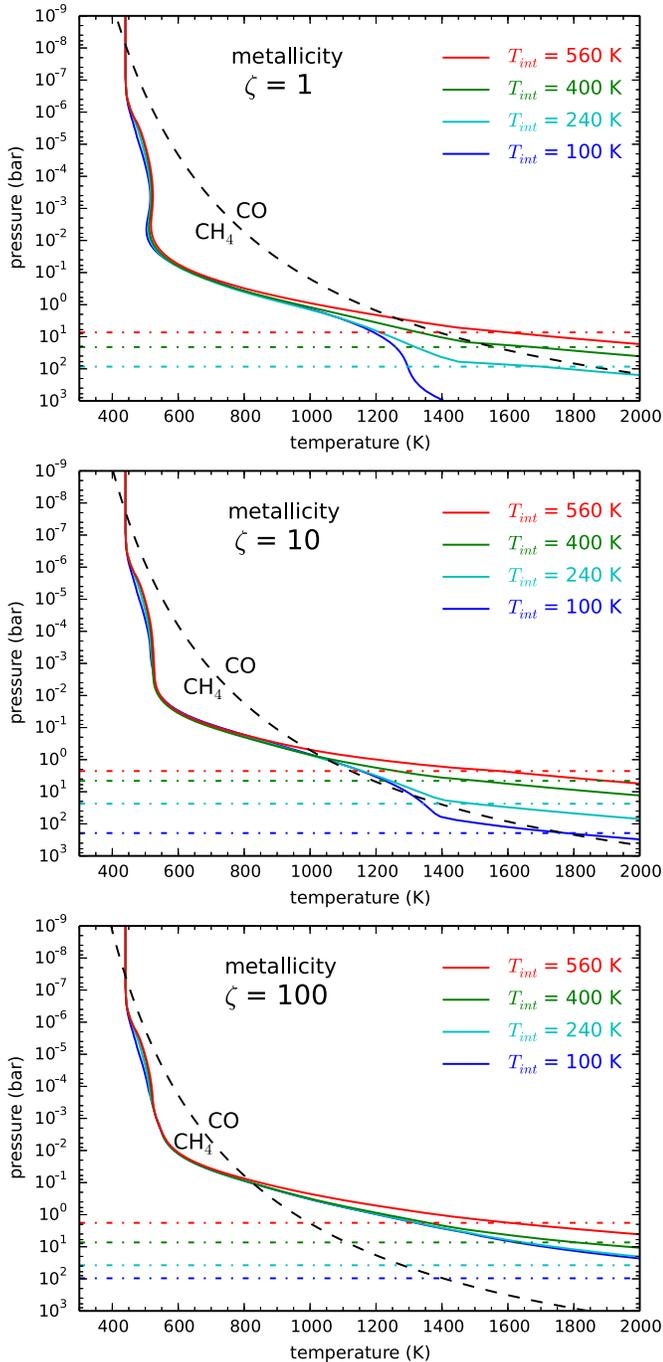 metallicity
ζ = 1
T_int = 560 K
T_int = 400 K
T_int = 240 K
T_int = 100 K
CO
CH₄
pressure (bar)
10⁻⁹
10⁻⁸
10⁻⁷
10⁻⁶
10⁻⁵
10⁻⁴
10⁻³
10⁻²
10⁻¹
10⁰
10¹
10²
10³
400 600 800 1000 1200 1400 1600 1800 2000
temperature (K)
metallicity
ζ = 10
T_int = 560 K
T_int = 400 K
T_int = 240 K
T_int = 100 K
CO
CH₄
pressure (bar)
10⁻⁹
10⁻⁸
10⁻⁷
10⁻⁶
10⁻⁵
10⁻⁴
10⁻³
10⁻²
10⁻¹
10⁰
10¹
10²
10³
400 600 800 1000 1200 1400 1600 1800 2000
temperature (K)
metallicity
ζ = 100
T_int = 560 K
T_int = 400 K
T_int = 240 K
T_int = 100 K
CO
CH₄
pressure (bar)
10⁻⁹
10⁻⁸
10⁻⁷
10⁻⁶
10⁻⁵
10⁻⁴
10⁻³
10⁻²
10⁻¹
10⁰
10¹
10²
10³
400 600 800 1000 1200 1400 1600 1800 2000
temperature (K)